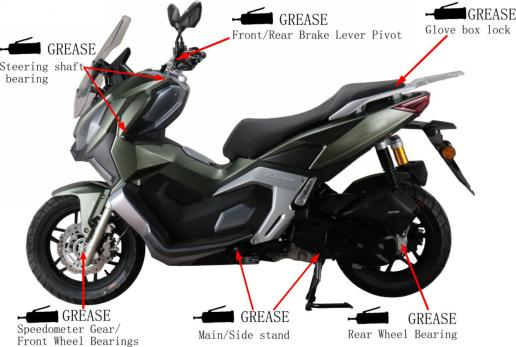 GREASE
Front/Rear Brake Lever Pivot
GREASE
Glove box lock
GREASE
Steering shaft
bearing
GREASE
Speedometer Gear/
Front Wheel Bearings
GREASE
Main/Side stand
GREASE
Rear Wheel Bearing